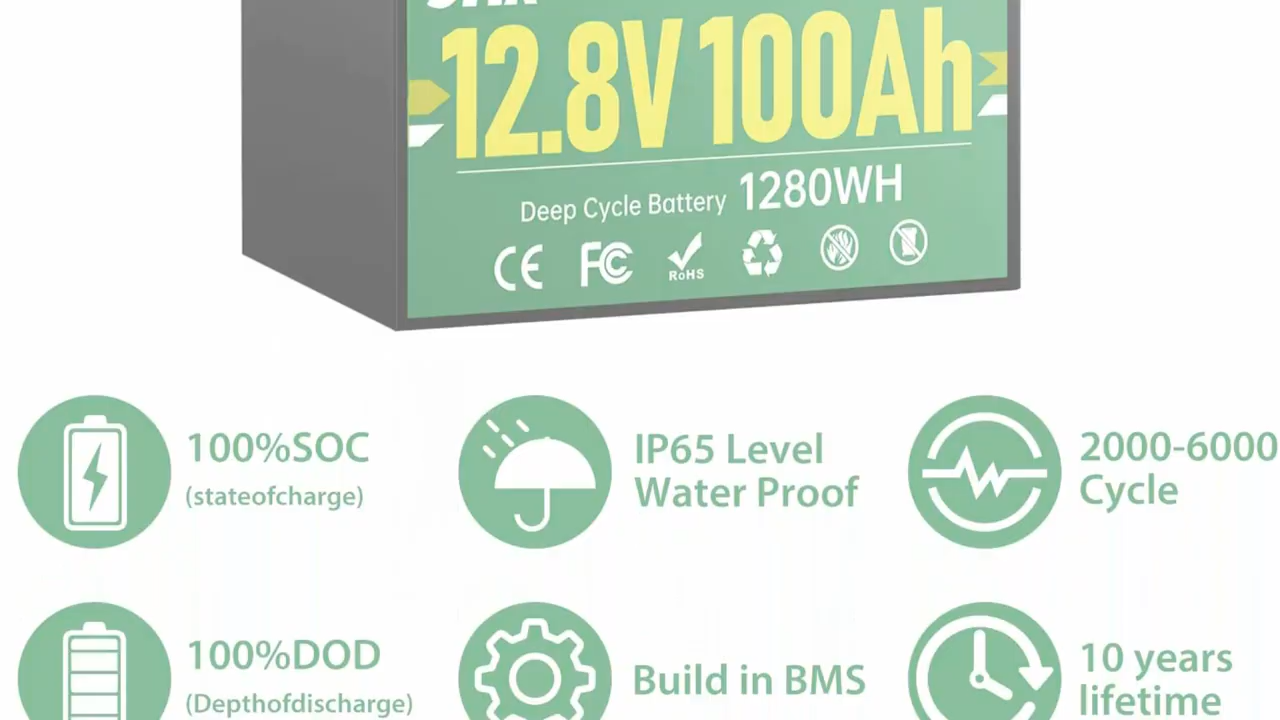 12.8V 100Ah
Deep Cycle Battery 1280WH
CE FC RoHS
100%SOC
(stateofcharge)
IP65 Level
Water Proof
2000-6000
Cycle
100%DOD
(Depthofdischarge)
Build in BMS
10 years
lifetime